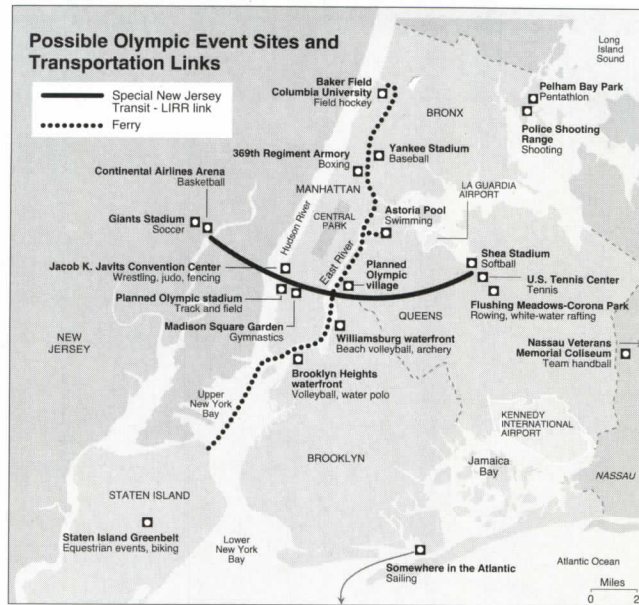 Possible Olympic Event Sites and
Transportation Links
Special New Jersey
Transit - LIRR link
Ferry
Long
Island
Sound
Baker Field
Columbia University
Field hockey
BRONX
Pelham Bay Park
Pentathlon
Police Shooting
Range
Shooting
369th Regiment Armory
Boxing
Yankee Stadium
Baseball
Continental Airlines Arena
Basketball
MANHATTAN
LA GUARDIA
AIRPORT
Giants Stadium
Soccer
Hudson River
CENTRAL
PARK
Astoria Pool
Swimming
East River
Jacob K. Javits Convention Center
Wrestling, judo, fencing
Planned
Olympic
village
Shea Stadium
Softball
U.S. Tennis Center
Tennis
Planned Olympic stadium
Track and field
Flushing Meadows-Corona Park
Rowing, white-water rafting
QUEENS
Madison Square Garden
Gymnastics
NEW
JERSEY
Williamsburg waterfront
Beach volleyball, archery
Nassau Veterans
Memorial Coliseum
Team handball
Brooklyn Heights
waterfront
Volleyball, water polo
Upper
New York
Bay
KENNEDY
INTERNATIONAL
AIRPORT
BROOKLYN
Jamaica
Bay
NASSAU
STATEN ISLAND
Staten Island Greenbelt
Equestrian events, biking
Lower
New York
Bay
Somewhere in the Atlantic
Sailing
Atlantic Ocean
Miles
0 2